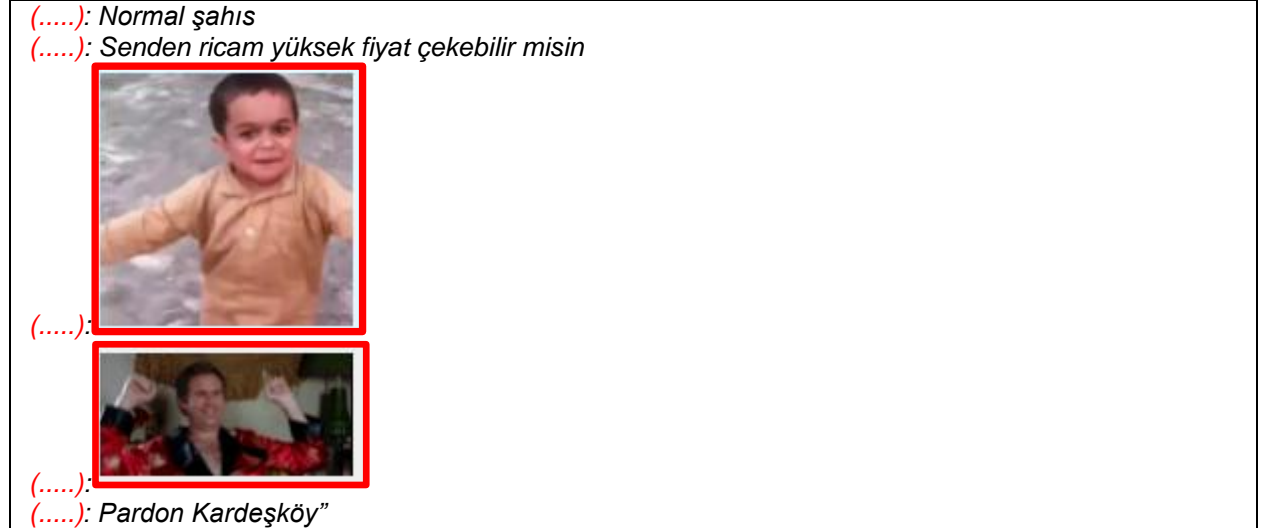 (.....): Normal şahıs
(.....): Senden ricam yüksek fiyat çekebilir misin
(.....):
(.....):
(.....): Pardon Kardeşköy”